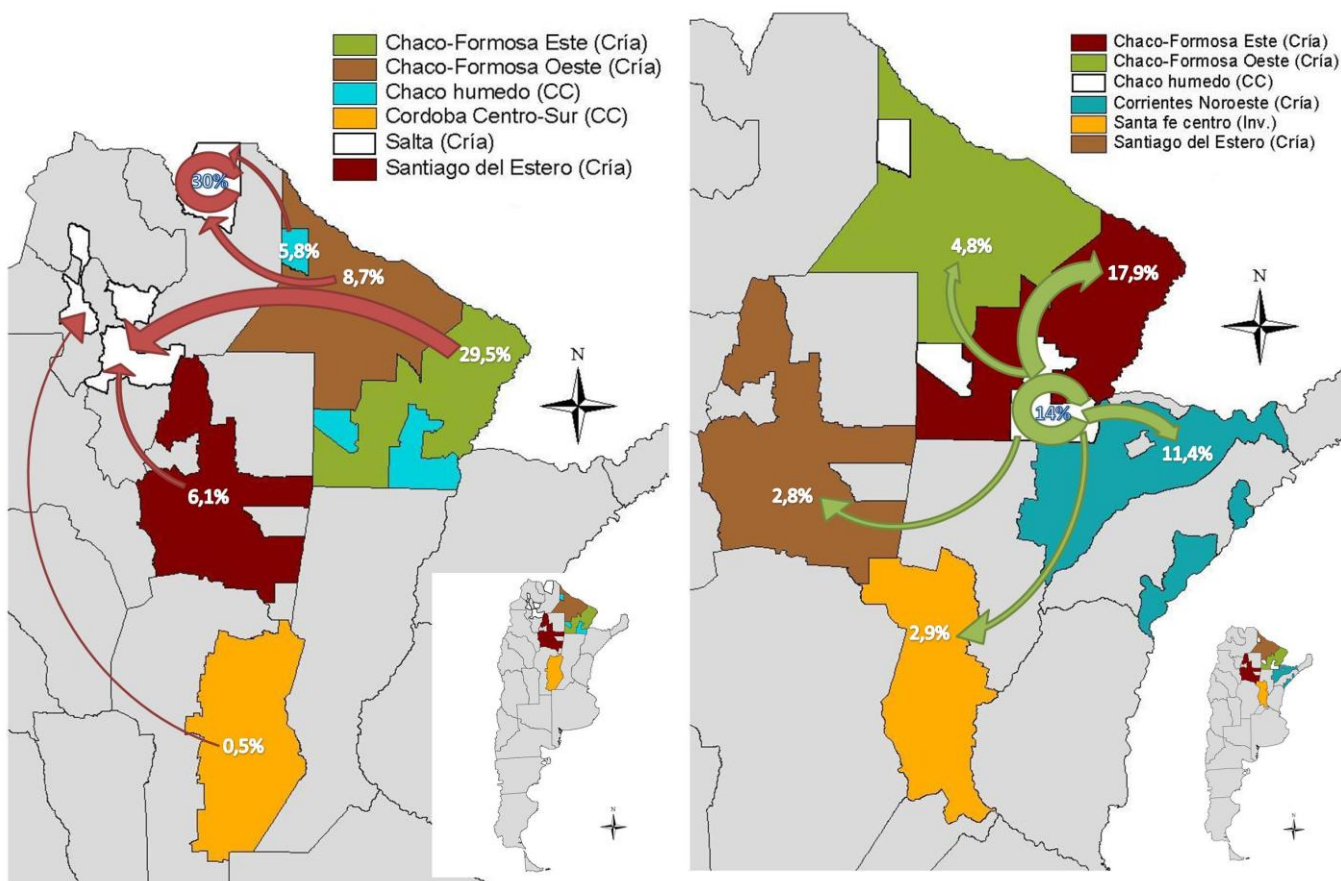 Chaco-Formosa Este (Cría)
Chaco-Formosa Oeste (Cría)
Chaco humedo (CC)
Cordoba Centro-Sur (CC)
Salta (Cría)
Santiago del Estero (Cría)
30%
5,8%
8,7%
29,5%
N
6,1%
0,5%
N
Chaco-Formosa Este (Cría)
Chaco-Formosa Oeste (Cría)
Chaco humedo (CC)
Corrientes Noroeste (Cría)
Santa fe centro (Inv.)
Santiago del Estero (Cría)
4,8%
17,9%
N
14%
11,4%
2,8%
2,9%
N